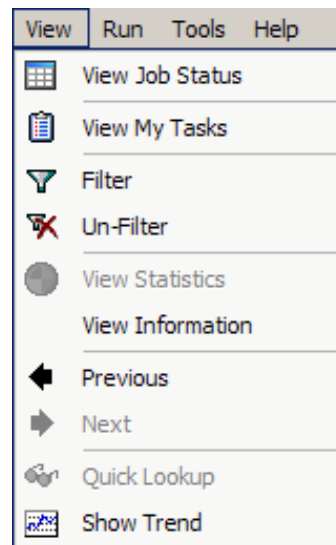 View Run Tools Help
View Job Status
View My Tasks
Filter
Un-Filter
View Statistics
View Information
Previous
Next
Quick Lookup
Show Trend